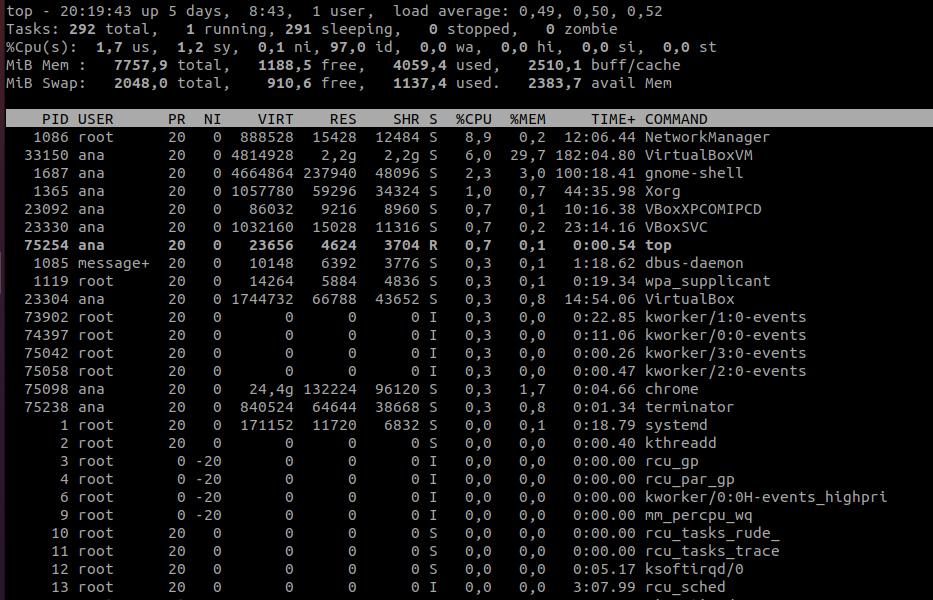 top - 20:19:43 up 5 days,  8:43,  1 user,  load average: 0,49, 0,50, 0,52
Tasks: 292 total,   1 running, 291 sleeping,   0 stopped,   0 zombie
%Cpu(s):  1,7 us,  1,2 sy,  0,1 ni, 97,0 id,  0,0 wa,  0,0 hi,  0,0 si,  0,0 st
MiB Mem :   7757,9 total,   1188,5 free,   4059,4 used,   2510,1 buff/cache
MiB Swap:   2048,0 total,    910,6 free,   1137,4 used.   2383,7 avail Mem
PID USER PR NI VIRT RES SHR S %CPU %MEM TIME+ COMMAND
1086 root 20 0 888528 15428 12484 S 8,9 0,2 12:06.44 NetworkManager
33150 ana 20 0 4814928 2,2g 2,2g S 6,0 29,7 182:04.80 VirtualBoxVM
1687 ana 20 0 4664864 237940 48096 S 2,3 3,0 100:18.41 gnome-shell
1365 ana 20 0 1057780 59296 34324 S 1,0 0,7 44:35.98 Xorg
23092 ana 20 0 86032 9216 8960 S 0,7 0,1 10:16.38 VBoxXPCOMIPCD
23330 ana 20 0 1032160 15028 11316 S 0,7 0,2 23:14.16 VBoxSVC
75254 ana 20 0 23656 4624 3704 R 0,7 0,1 0:00.54 top
1085 message+ 20 0 10148 6392 3776 S 0,3 0,1 1:18.62 dbus-daemon
1119 root 20 0 14264 5884 4836 S 0,3 0,1 0:19.34 wpa_supplicant
23304 ana 20 0 1744732 66788 43652 S 0,3 0,8 14:54.06 VirtualBox
73902 root 20 0 0 0 0 I 0,3 0,0 0:22.85 kworker/1:0-events
74397 root 20 0 0 0 0 I 0,3 0,0 0:11.06 kworker/0:0-events
75042 root 20 0 0 0 0 I 0,3 0,0 0:00.26 kworker/3:0-events
75058 root 20 0 0 0 0 I 0,3 0,0 0:00.47 kworker/2:0-events
75098 ana 20 0 24,4g 132224 96120 S 0,3 1,7 0:04.66 chrome
75238 ana 20 0 840524 64644 38668 S 0,3 0,8 0:01.34 terminator
1 root 20 0 171152 11720 6832 S 0,0 0,1 0:18.79 systemd
2 root 20 0 0 0 0 S 0,0 0,0 0:00.40 kthreadd
3 root 0 -20 0 0 0 I 0,0 0,0 0:00.00 rcu_gp
4 root 0 -20 0 0 0 I 0,0 0,0 0:00.00 rcu_par_gp
6 root 0 -20 0 0 0 I 0,0 0,0 0:00.00 kworker/0:0H-events_highpri
9 root 0 -20 0 0 0 I 0,0 0,0 0:00.00 mm_percpu_wq
10 root 20 0 0 0 0 S 0,0 0,0 0:00.00 rcu_tasks_rude_
11 root 20 0 0 0 0 S 0,0 0,0 0:00.00 rcu_tasks_trace
12 root 20 0 0 0 0 S 0,0 0,0 0:05.17 ksoftirqd/0
13 root 20 0 0 0 0 I 0,0 0,0 3:07.99 rcu_sched